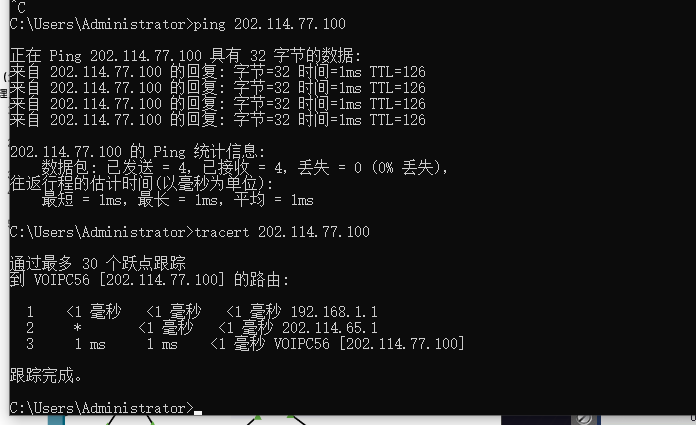 ^C
C:\Users\Administrator>ping 202.114.77.100
正在 Ping 202.114.77.100 具有 32 字节的数据:
来自 202.114.77.100 的回复: 字节=32 时间=1ms TTL=126
来自 202.114.77.100 的回复: 字节=32 时间=1ms TTL=126
来自 202.114.77.100 的回复: 字节=32 时间=1ms TTL=126
来自 202.114.77.100 的回复: 字节=32 时间=1ms TTL=126
202.114.77.100 的 Ping 统计信息:
数据包: 已发送 = 4, 已接收 = 4, 丢失 = 0 (0% 丢失),
往返行程的估计时间(以毫秒为单位):
最短 = 1ms, 最长 = 1ms, 平均 = 1ms
C:\Users\Administrator>tracert 202.114.77.100
通过最多 30 个跃点跟踪
到 VOIPC56 [202.114.77.100] 的路由:
1 <1 毫秒 <1 毫秒 <1 毫秒 192.168.1.1
2 * <1 毫秒 <1 毫秒 202.114.65.1
3 1 ms 1 ms <1 毫秒 VOIPC56 [202.114.77.100]
跟踪完成。
C:\Users\Administrator>